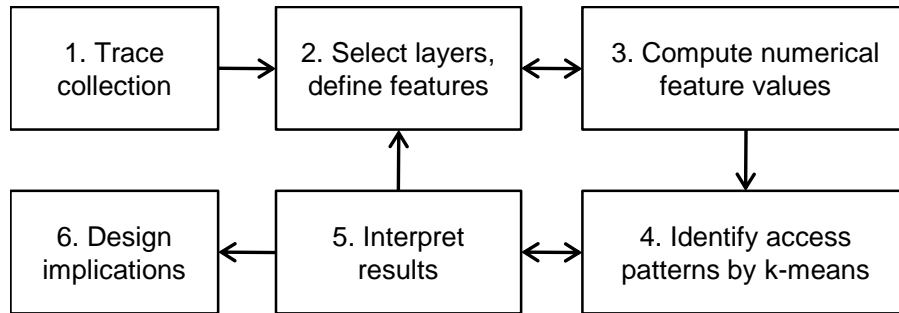 1. Trace
collection
2. Select layers,
define features
3. Compute numerical
feature values
6. Design
implications
5. Interpret
results
4. Identify access
patterns by k-means